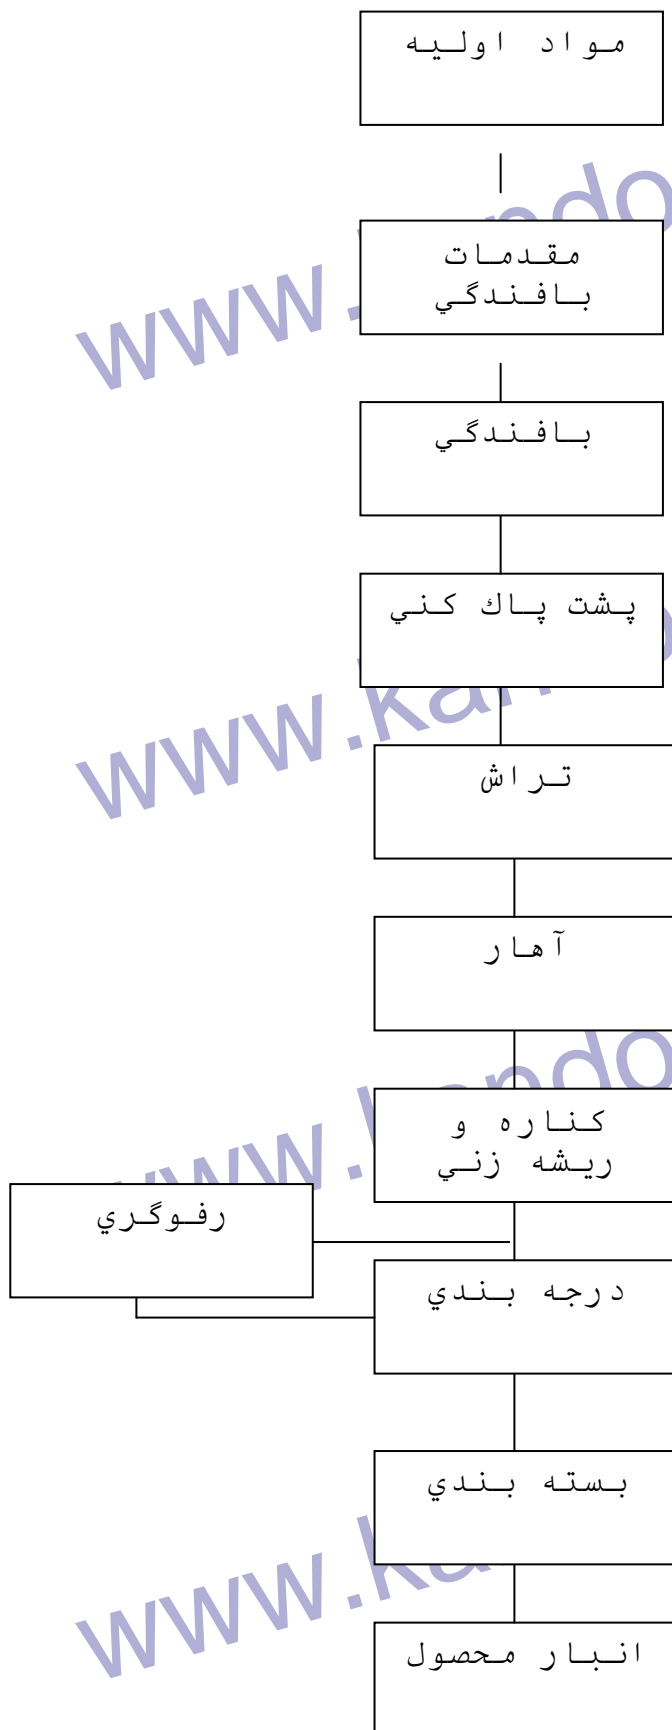 مواد اوليه
مقدمات
بافندگي
بافندگي
پشت پاك كني
تراش
آهار
كناره و
ريشه زني
رفوگري
درجه بندي
بسته بندي
انبار محصول